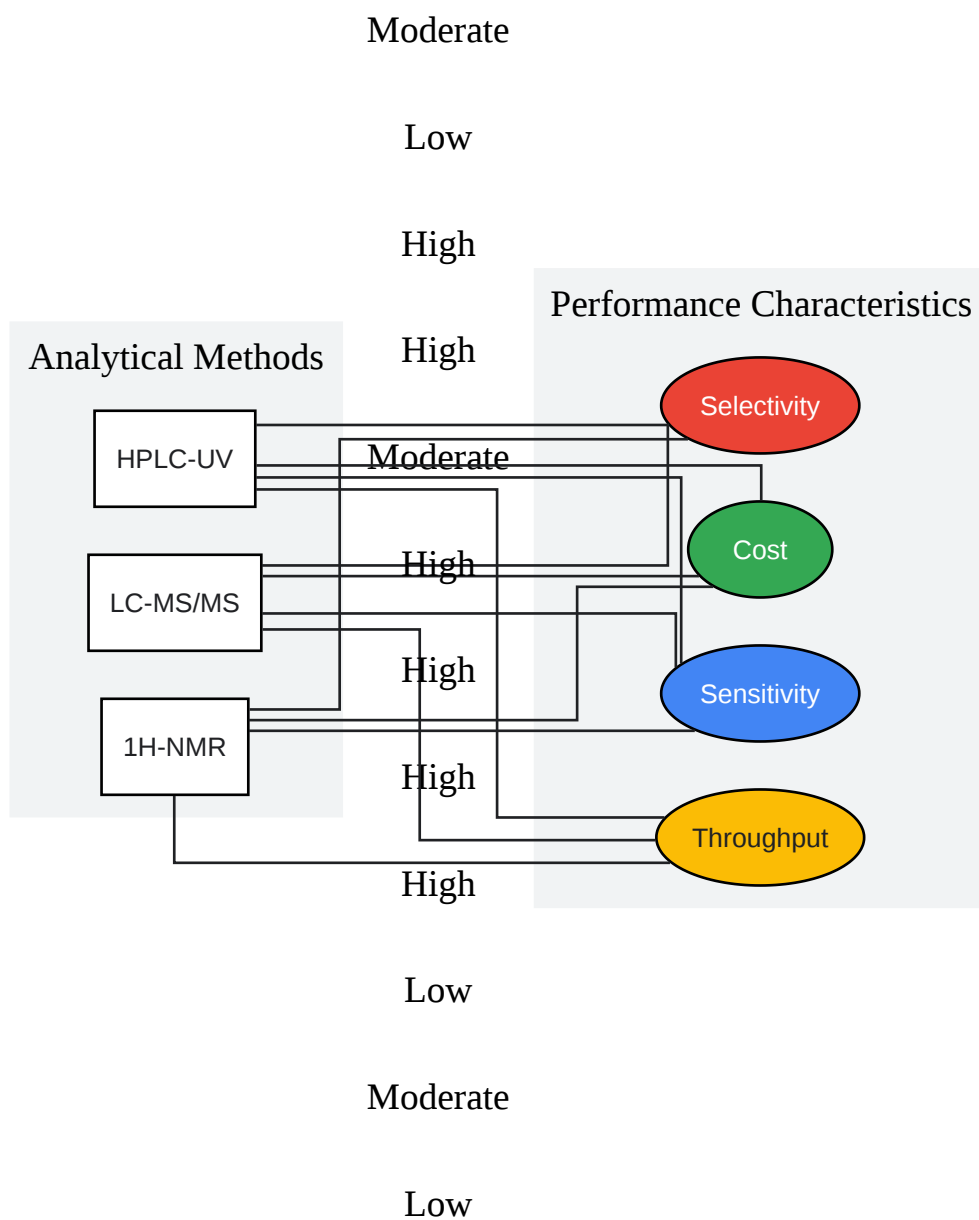 Moderate
Low
High
High
Moderate
High
High
High
High
Low
Moderate
Low
Analytical Methods
HPLC-UV
LC-MS/MS
1H-NMR
Performance Characteristics
Selectivity
Cost
Sensitivity
Throughput